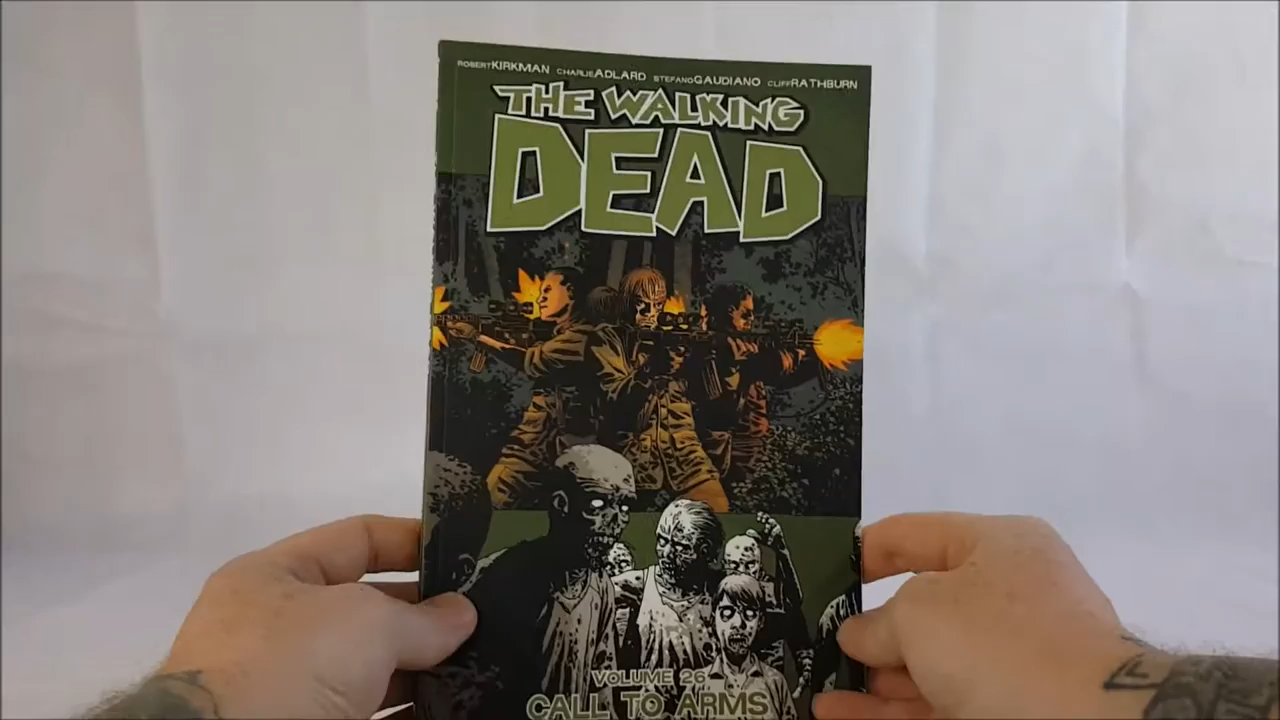 ROBERTKIRKMAN CHARLIEADLARD STEFANOGAUDIANO CLIFFRATHBURN
THE WALKING
DEAD
VOLUME 26
CALL TO ARMS